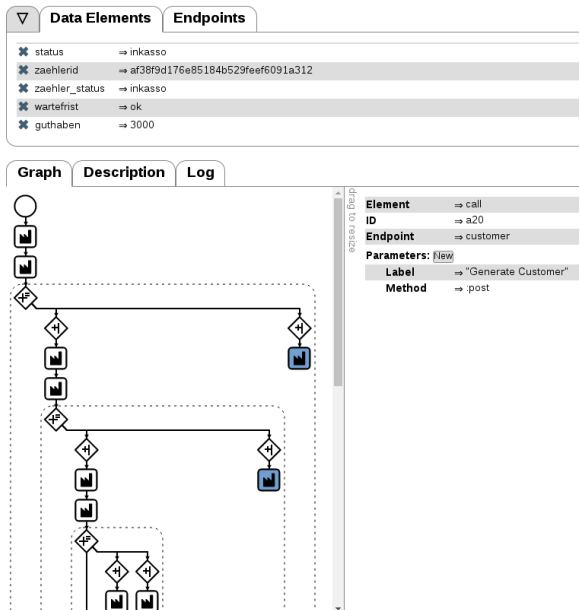 ▽ Data Elements Endpoints
✖ status ⇒ inkasso
✖ zaehlerid ⇒ af38f9d176e85184b529feef6091a312
✖ zaehler_status ⇒ inkasso
✖ wartefrist ⇒ ok
✖ guthaben ⇒ 3000
Graph Description Log
drag to resize
Element ⇒ call
ID ⇒ a20
Endpoint ⇒ customer
Parameters: New
Label ⇒ "Generate Customer"
Method ⇒ :post